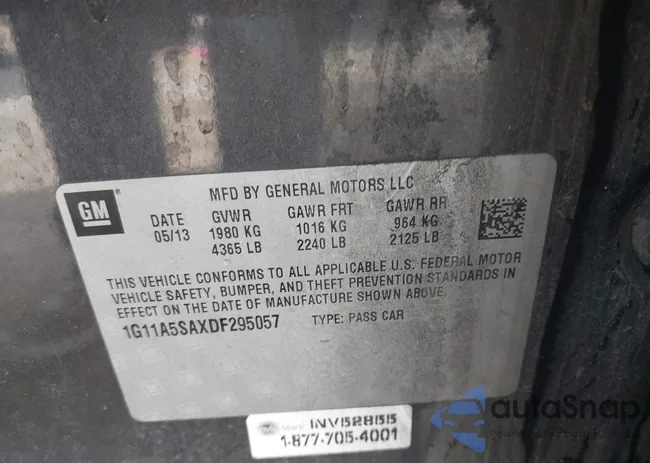 GM
MFD BY GENERAL MOTORS LLC
DATE GVWR GAWR FRT GAWR RR
05/13 1980 KG 1016 KG 964 KG
4365 LB 2240 LB 2125 LB
THIS VEHICLE CONFORMS TO ALL APPLICABLE U.S. FEDERAL MOTOR
VEHICLE SAFETY, BUMPER, AND THEFT PREVENTION STANDARDS IN
EFFECT ON THE DATE OF MANUFACTURE SHOWN ABOVE.
1G11A5SAXDF295057 TYPE: PASS CAR
1-877-705-4001
autoSnap